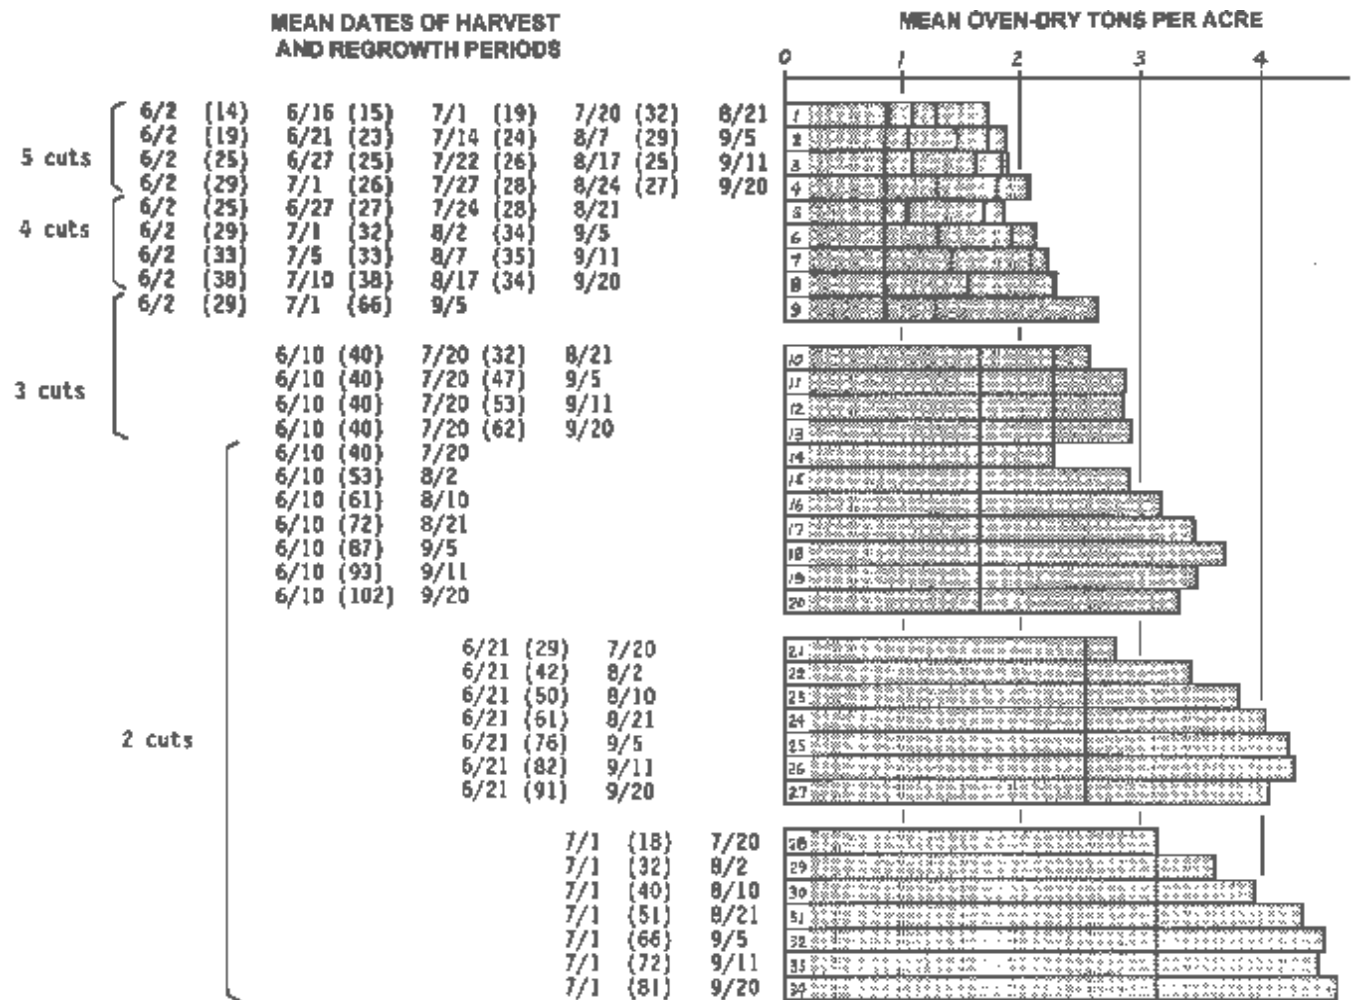 MEAN DATES OF HARVEST
AND REGROWTH PERIODS
MEAN OVEN-DRY TONS PER ACRE
0 1 2 3 4
5 cuts
6/2 (14) 6/16 (15) 7/1 (19) 7/20 (32) 8/21
6/2 (19) 6/21 (23) 7/14 (24) 8/7 (29) 9/5
6/2 (25) 6/27 (25) 7/22 (26) 8/17 (25) 9/11
6/2 (29) 7/1 (26) 7/27 (28) 8/24 (27) 9/20
4 cuts
6/2 (25) 6/27 (27) 7/24 (28) 8/21
6/2 (29) 7/1 (32) 8/2 (34) 9/5
6/2 (33) 7/5 (33) 8/7 (35) 9/11
6/2 (38) 7/10 (38) 8/17 (34) 9/20
3 cuts
6/2 (29) 7/1 (66) 9/5
6/10 (40) 7/20 (32) 8/21
6/10 (40) 7/20 (47) 9/5
6/10 (40) 7/20 (53) 9/11
6/10 (40) 7/20 (62) 9/20
2 cuts
6/10 (40) 7/20
6/10 (53) 8/2
6/10 (61) 8/10
6/10 (72) 8/21
6/10 (87) 9/5
6/10 (93) 9/11
6/10 (102) 9/20
6/21 (29) 7/20
6/21 (42) 8/2
6/21 (50) 8/10
6/21 (61) 8/21
6/21 (76) 9/5
6/21 (82) 9/11
6/21 (91) 9/20
7/1 (18) 7/20
7/1 (32) 8/2
7/1 (40) 8/10
7/1 (51) 8/21
7/1 (66) 9/5
7/1 (72) 9/11
7/1 (81) 9/20
1
2
3
4
5
6
7
8
9
10
11
12
13
14
15
16
17
18
19
20
21
22
23
24
25
26
27
28
29
30
31
32
33
34